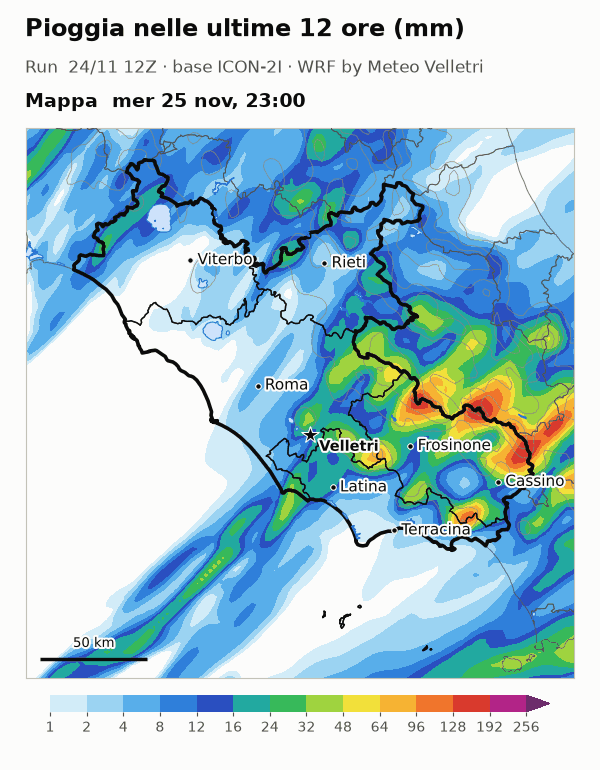 Pioggia nelle ultime 12 ore (mm)
Run 24/11 12Z · base ICON-2I · WRF by Meteo Velletri
Mappa mer 25 nov, 23:00
Viterbo
Rieti
Roma
Velletri
Frosinone
Latina
Cassino
Terracina
50 km
1 2 4 8 12 16 24 32 48 64 96 128 192 256